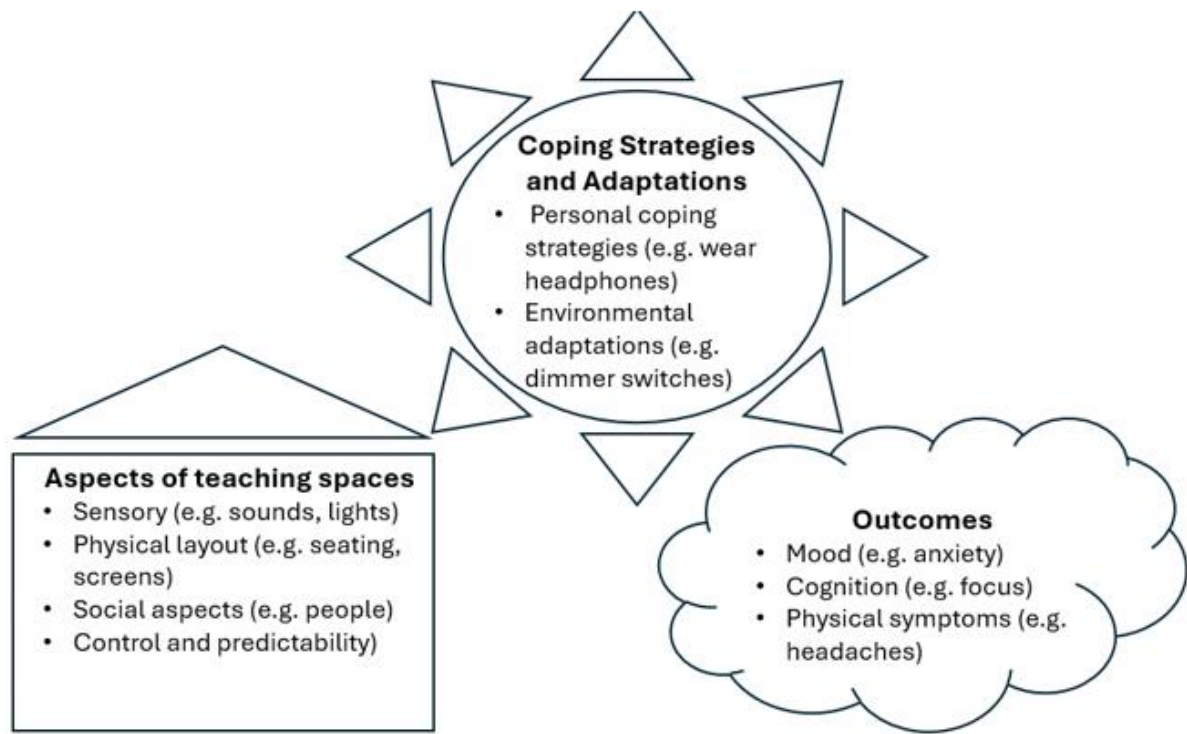 Coping Strategies
and Adaptations
• Personal coping
strategies (e.g. wear
headphones)
• Environmental
adaptations (e.g.
dimmer switches)
Aspects of teaching spaces
• Sensory (e.g. sounds, lights)
• Physical layout (e.g. seating,
screens)
• Social aspects (e.g. people)
• Control and predictability)
Outcomes
• Mood (e.g. anxiety)
• Cognition (e.g. focus)
• Physical symptoms (e.g.
headaches)